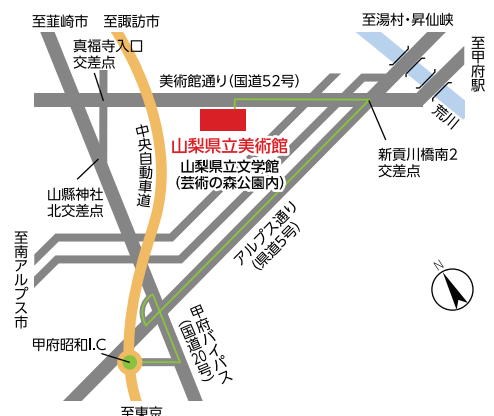 至韮崎市
至諏訪市
至湯村・昇仙峡
至甲府駅
真福寺入口
交差点
美術館通り(国道52号)
荒川
山梨県立美術館
山梨県立文学館
(芸術の森公園内)
新貢川橋南2
交差点
中央自動車道
山縣神社
北交差点
アルプス通り
(県道5号)
至南アルプス市
N
甲府バイパス
(国道20号)
甲府昭和I.C
至東京